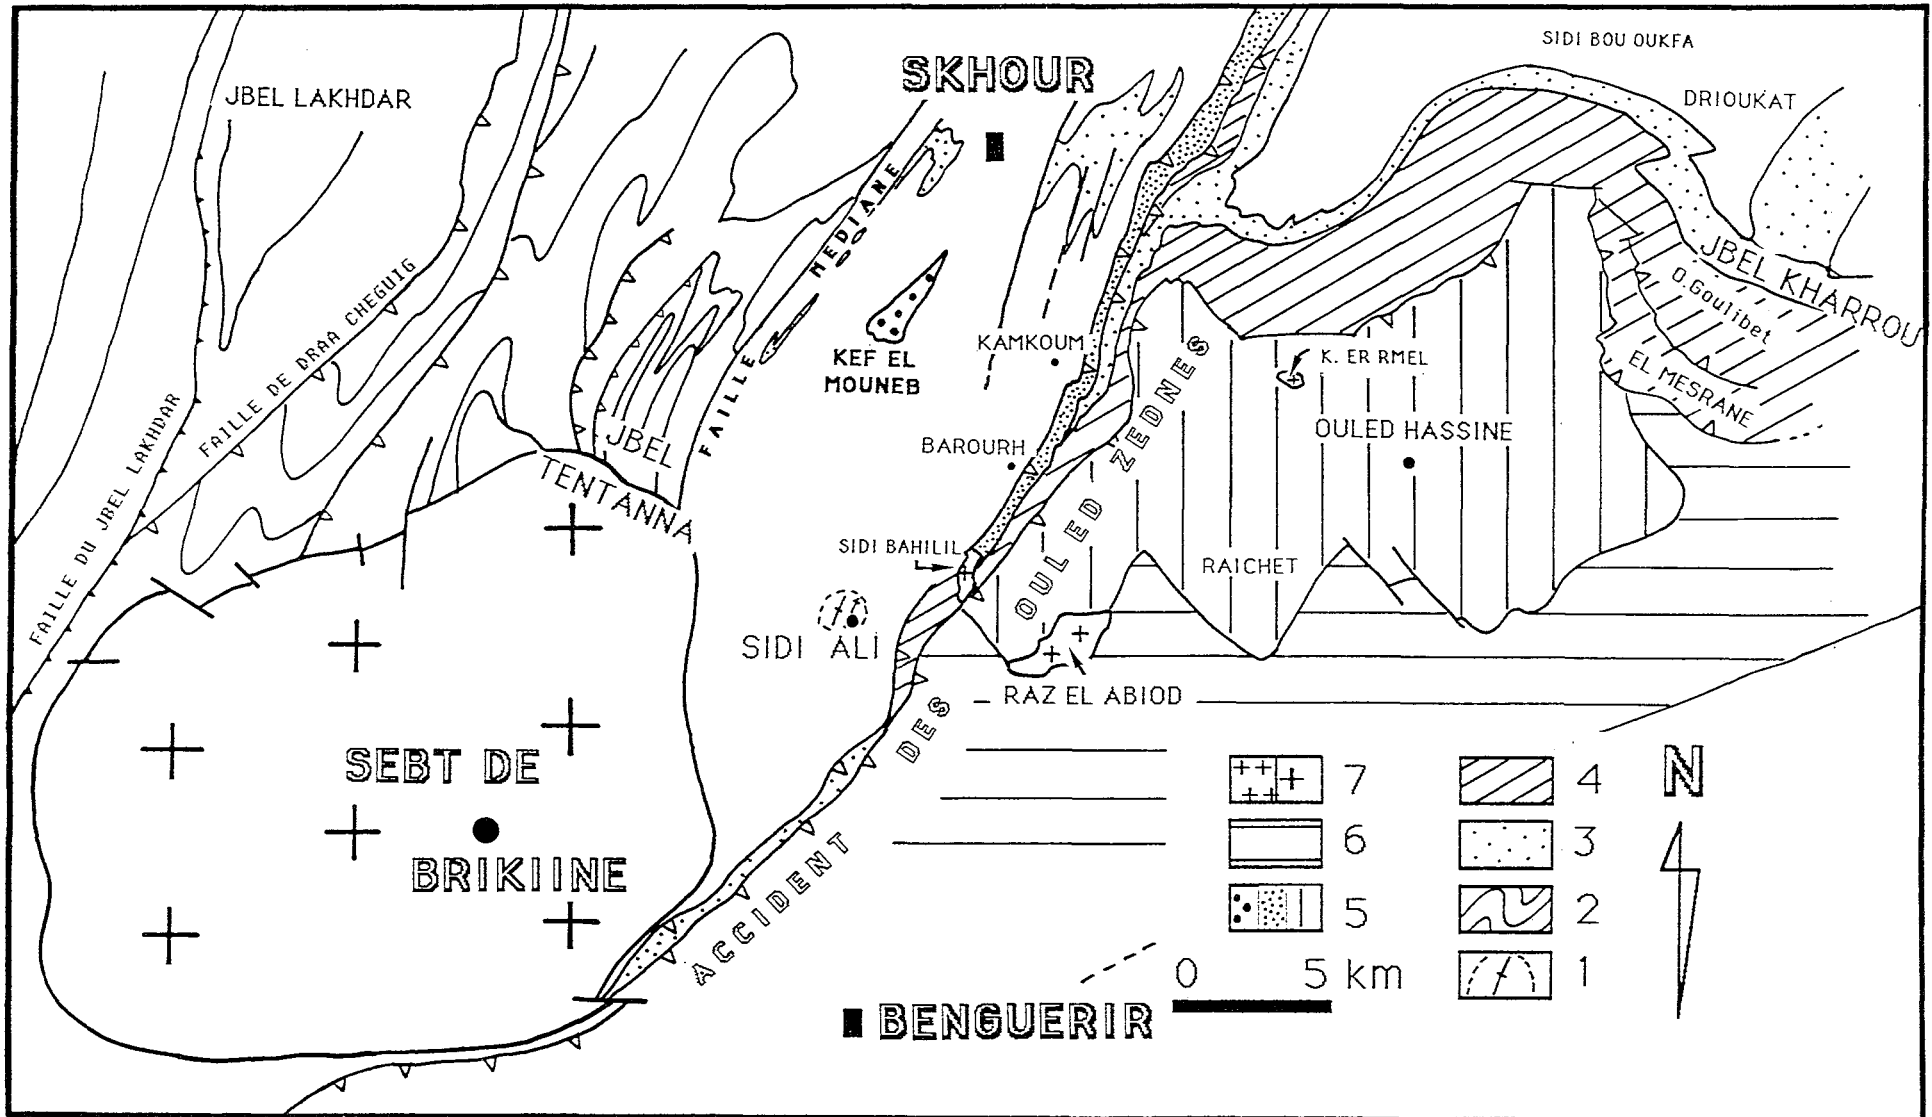 SKHOUR
SIDI BOU OUKFA
JBEL LAKHDAR
DRIOUKAT
FAILLE MEDIANE
JBEL KHARROU
O.Goulibet
FAILLE DE DRAA CHEGUIG
KAMKOUM
KEF EL
MOUNEB
K. ER RMEL
EL MESRANE
FAILLE DU JBEL LAKHDAR
JBEL
TENTANNA
BAROURH
OULED HASSINE
SIDI BAHILIL
RAICHET
ACCIDENT DES OULED ZEDNES
SIDI ALI
RAZ EL ABIOD
SEBT DE
BRIKIINE
N
7
4
6
3
5
2
1
0 5 km
BENGUERIR